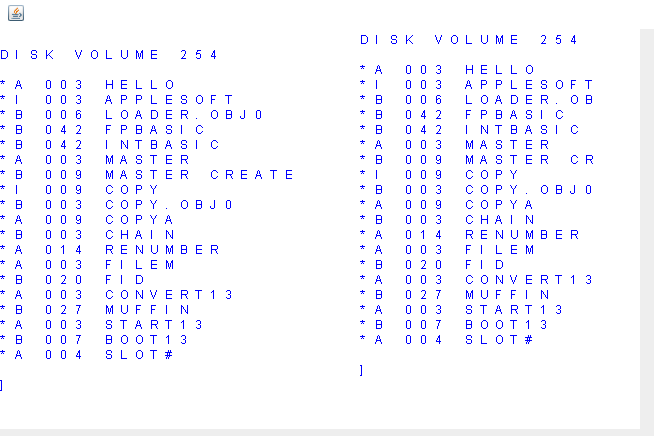 DISK VOLUME 254
*A 003 HELLO
*I 003 APPLESOFT
*B 006 LOADER.OBJ0
*B 042 FPBASIC
*B 042 INTBASIC
*A 003 MASTER
*B 009 MASTER CREATE
*I 009 COPY
*B 003 COPY.OBJ0
*A 009 COPYA
*B 003 CHAIN
*A 014 RENUMBER
*A 003 FILEM
*B 020 FID
*A 003 CONVERT13
*B 027 MUFFIN
*A 003 START13
*B 007 BOOT13
*A 004 SLOT#
]
DISK VOLUME 254
*A 003 HELLO
*I 003 APPLESOFT
*B 006 LOADER.OB
*B 042 FPBASIC
*B 042 INTBASIC
*A 003 MASTER
*B 009 MASTER CR
*I 009 COPY
*B 003 COPY.OBJ0
*A 009 COPYA
*B 003 CHAIN
*A 014 RENUMBER
*A 003 FILEM
*B 020 FID
*A 003 CONVERT13
*B 027 MUFFIN
*A 003 START13
*B 007 BOOT13
*A 004 SLOT#
]